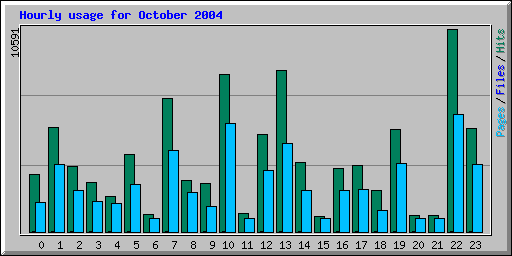 Hourly usage for October 2004
10591
Pages/Files/Hits
0 1 2 3 4 5 6 7 8 9 10 11 12 13 14 15 16 17 18 19 20 21 22 23